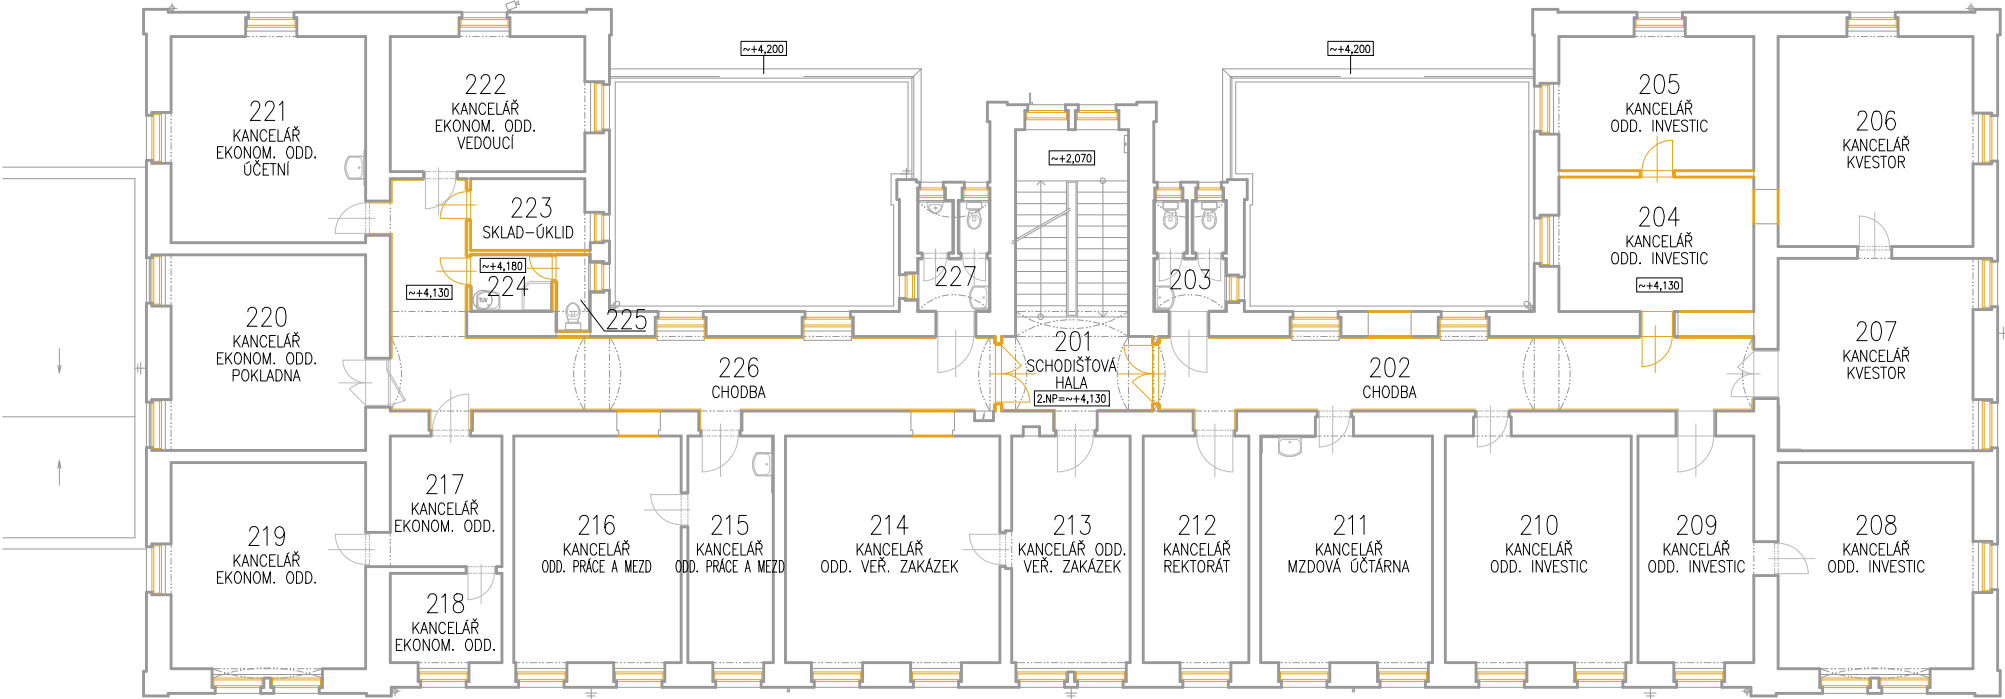 ~+4,200
~+4,200
221
KANCELÁŘ
EKONOM. ODD.
ÚČETNÍ
222
KANCELÁŘ
EKONOM. ODD.
VEDOUCÍ
223
SKLAD-ÚKLID
~+4,180
224
TUV
225
~+4,130
220
KANCELÁŘ
EKONOM. ODD.
POKLADNA
226
CHODBA
227
~+2,070
201
SCHODIŠŤOVÁ
HALA
2.NP=~+4,130
203
202
CHODBA
205
KANCELÁŘ
ODD. INVESTIC
204
KANCELÁŘ
ODD. INVESTIC
~+4,130
206
KANCELÁŘ
KVESTOR
207
KANCELÁŘ
KVESTOR
219
KANCELÁŘ
EKONOM. ODD.
217
KANCELÁŘ
EKONOM. ODD.
218
KANCELÁŘ
EKONOM. ODD.
216
KANCELÁŘ
ODD. PRÁCE A MEZD
215
KANCELÁŘ
ODD. PRÁCE A MEZD
214
KANCELÁŘ
ODD. VEŘ. ZAKÁZEK
213
KANCELÁŘ ODD.
VEŘ. ZAKÁZEK
212
KANCELÁŘ
REKTORÁT
211
KANCELÁŘ
MZDOVÁ ÚČTÁRNA
210
KANCELÁŘ
ODD. INVESTIC
209
KANCELÁŘ
ODD. INVESTIC
208
KANCELÁŘ
ODD. INVESTIC